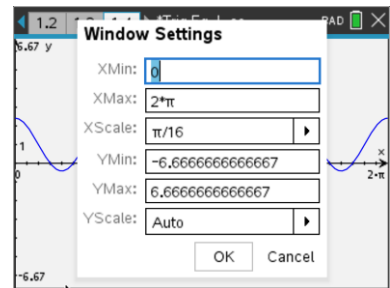 1.2
RAD
Window Settings
6.67 y
XMin: 0
XMax: 2*π
XScale: π/16
YMin: -6.6666666666667
YMax: 6.6666666666667
YScale: Auto
OK Cancel
1
0
x
2·π
-6.67